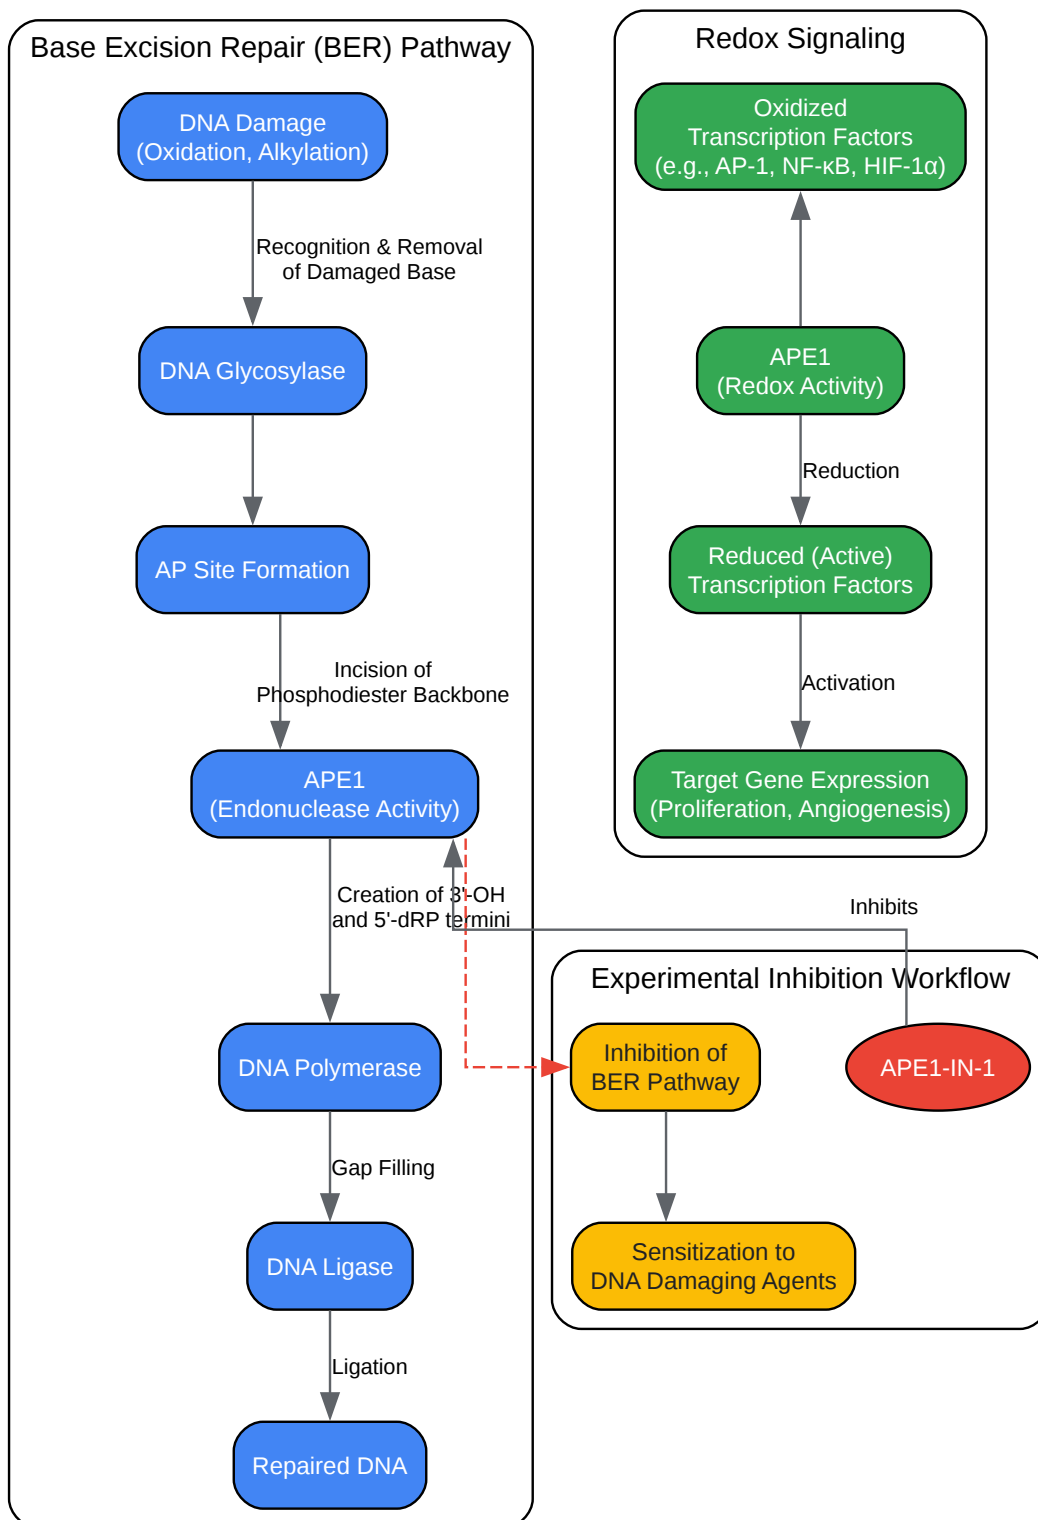 Base Excision Repair (BER) Pathway
DNA Damage
(Oxidation, Alkylation)
Recognition & Removal
of Damaged Base
DNA Glycosylase
AP Site Formation
Incision of
Phosphodiester Backbone
APE1
(Endonuclease Activity)
Creation of 3'-OH
and 5'-dRP termini
DNA Polymerase
Gap Filling
DNA Ligase
Ligation
Repaired DNA
Redox Signaling
Oxidized
Transcription Factors
(e.g., AP-1, NF-κB, HIF-1α)
APE1
(Redox Activity)
Reduction
Reduced (Active)
Transcription Factors
Activation
Target Gene Expression
(Proliferation, Angiogenesis)
Inhibits
Experimental Inhibition Workflow
Inhibition of
BER Pathway
APE1-IN-1
Sensitization to
DNA Damaging Agents